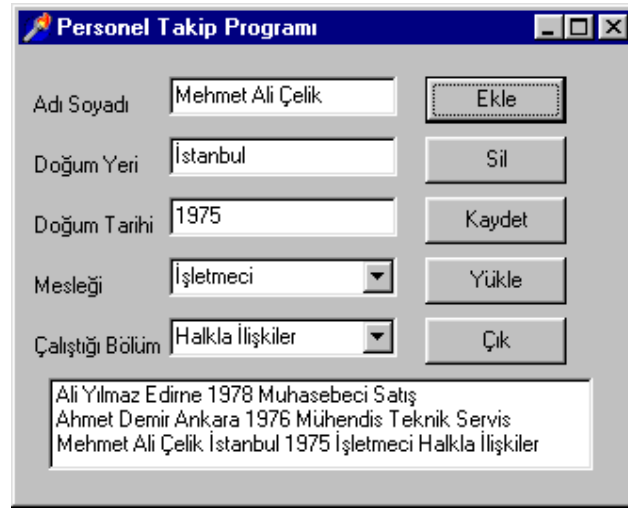 Personel Takip Programı
Adı Soyadı Mehmet Ali Çelik Ekle
Doğum Yeri İstanbul Sil
Doğum Tarihi 1975 Kaydet
Mesleği İşletmeci Yükle
Çalıştığı Bölüm Halkla İlişkiler Çık
Ali Yılmaz Edirne 1978 Muhasebeci Satış
Ahmet Demir Ankara 1976 Mühendis Teknik Servis
Mehmet Ali Çelik İstanbul 1975 İşletmeci Halkla İlişkiler